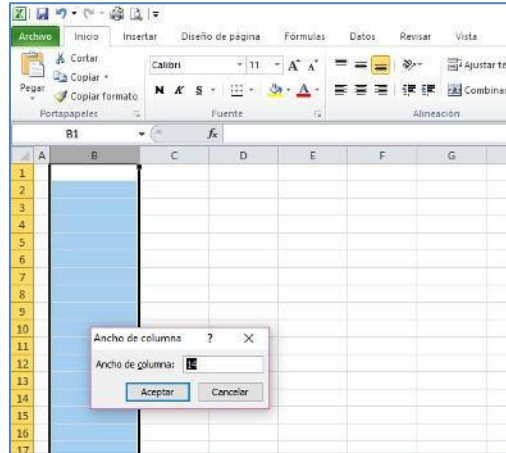 Archivo Inicio Insertar Diseño de página Fórmulas Datos Revisar Vista
Cortar
Copiar
Copiar formato
Pegar
Portapapeles
Calibri 11 A A
N K S A
Fuente
Ajustar te
Combinar
Alineación
B1 fx
A B C D E F G
1
2
3
4
5
6
7
8
9
10
11
12
13
14
15
16
17
Ancho de columna ? X
Ancho de columna: 14
Aceptar Cancelar